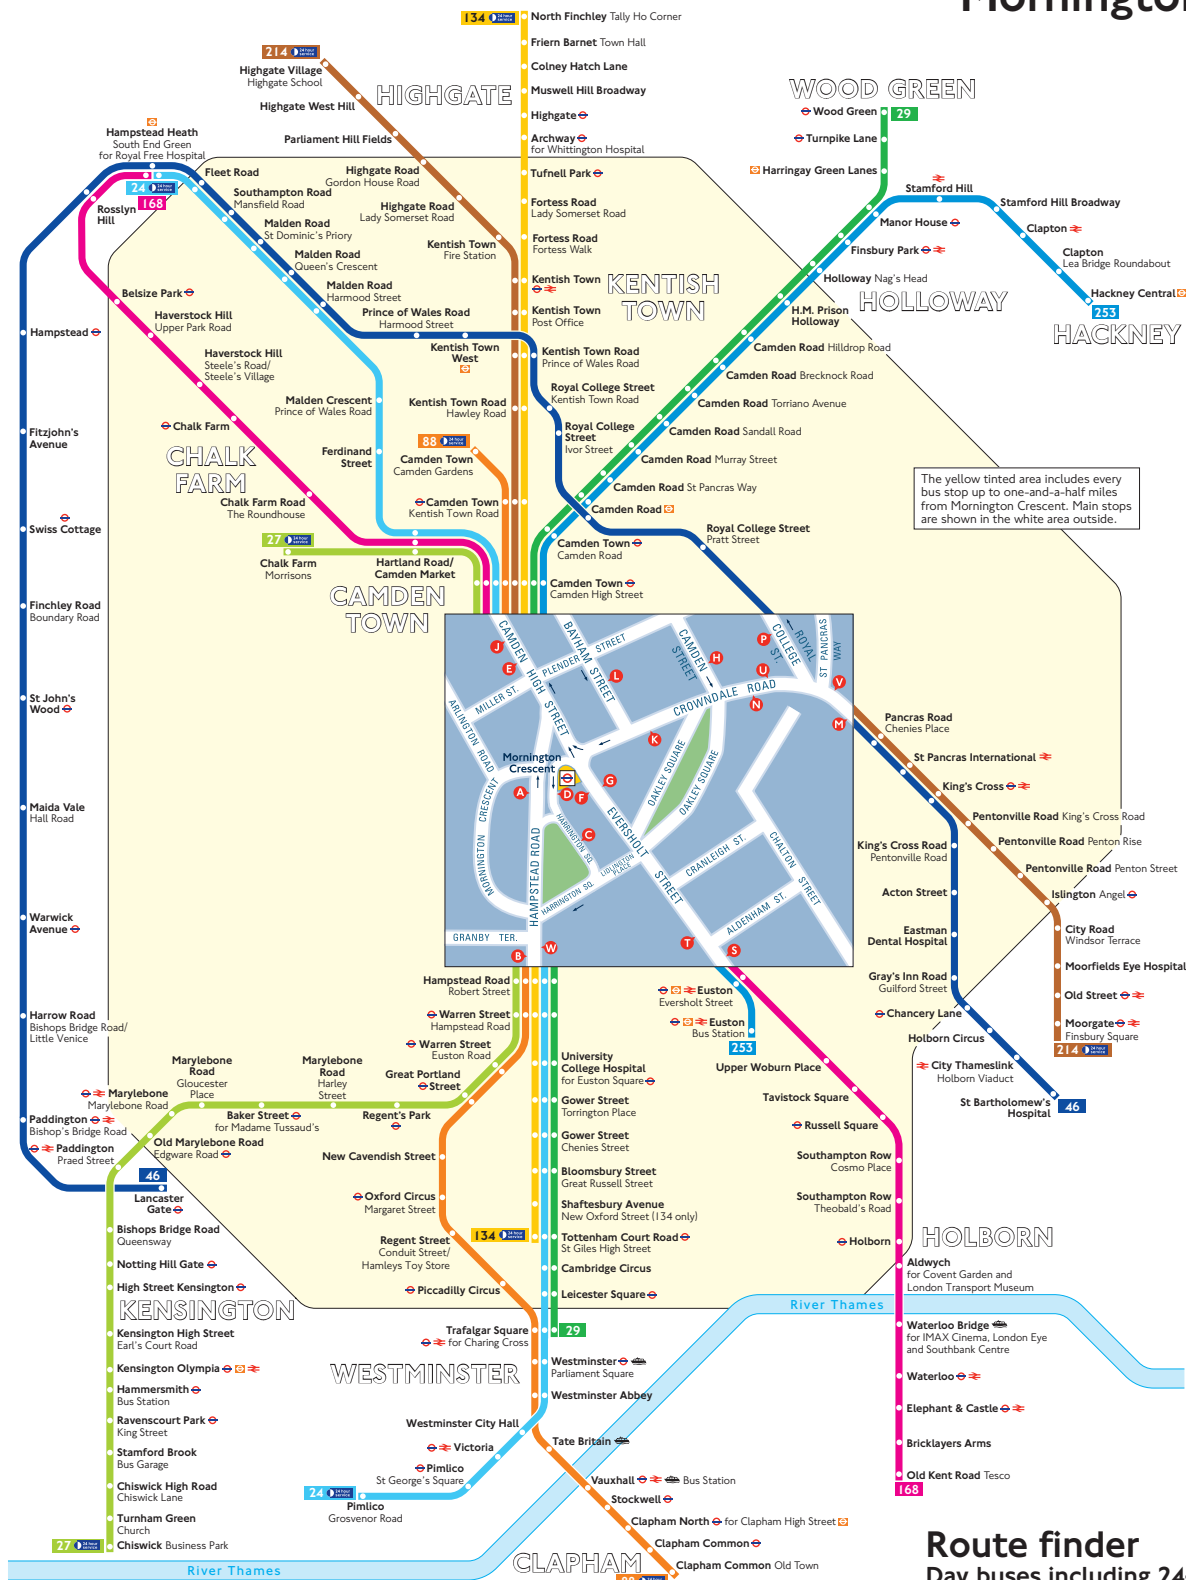 Mornington
134 24 hour service
North Finchley Tally Ho Corner
Friern Barnet Town Hall
Colney Hatch Lane
Muswell Hill Broadway
Highgate
Archway
for Whittington Hospital
Tufnell Park
Fortess Road
Lady Somerset Road
Fortess Road
Fortess Walk
Kentish Town
Kentish Town
Post Office
214 24 hour service
Highgate Village
Highgate School
Highgate West Hill
Parliament Hill Fields
Highgate Road
Gordon House Road
Highgate Road
Lady Somerset Road
Kentish Town
Fire Station
HIGHGATE
KENTISH
TOWN
WOOD GREEN
Wood Green
29
Turnpike Lane
Harringay Green Lanes
Stamford Hill
Stamford Hill Broadway
Manor House
Clapton
Finsbury Park
Clapton
Lea Bridge Roundabout
Holloway Nag's Head
Hackney Central
253
HOLLOWAY
HACKNEY
H.M. Prison
Holloway
Camden Road Hilldrop Road
Camden Road Brecknock Road
Camden Road Torriano Avenue
Camden Road Sandall Road
Camden Road Murray Street
Camden Road St Pancras Way
Camden Road
Hampstead Heath
South End Green
for Royal Free Hospital
24 24 hour service
168
Rosslyn
Hill
Fleet Road
Southampton Road
Mansfield Road
Malden Road
St Dominic's Priory
Malden Road
Queen's Crescent
Malden Road
Harmood Street
Prince of Wales Road
Harmood Street
Kentish Town
West
Kentish Town Road
Prince of Wales Road
Royal College Street
Kentish Town Road
Kentish Town Road
Hawley Road
Royal College
Street
Ivor Street
Belsize Park
Haverstock Hill
Upper Park Road
Haverstock Hill
Steele's Road/
Steele's Village
Hampstead
Malden Crescent
Prince of Wales Road
Chalk Farm
CHALK
FARM
Ferdinand
Street
88 24 hour service
Camden Town
Camden Gardens
Fitzjohn's
Avenue
Chalk Farm Road
The Roundhouse
Camden Town
Kentish Town Road
Swiss Cottage
27 24 hour service
Chalk Farm
Morrisons
Hartland Road/
Camden Market
CAMDEN
TOWN
Royal College Street
Pratt Street
Camden Town
Camden Road
Camden Town
Camden High Street
The yellow tinted area includes every
bus stop up to one-and-a-half miles
from Mornington Crescent. Main stops
are shown in the white area outside.
Finchley Road
Boundary Road
St John's
Wood
Maida Vale
Hall Road
Warwick
Avenue
Harrow Road
Bishops Bridge Road/
Little Venice
CAMDEN HIGH STREET
BAYHAM STREET
PLENDER STREET
CAMDEN STREET
COLLEGE ST.
ROYAL
ST PANCRAS WAY
MILLER ST.
ARLINGTON ROAD
CROWNDALE ROAD
OAKLEY SQUARE
OAKLEY SQUARE
Mornington
Crescent
MORNINGTON CRESCENT
HAMPSTEAD ROAD
HARRINGTON SQ.
HARRINGTON SQ.
LIDLINGTON PLACE
EVERSHOLT STREET
CRANLEIGH ST.
CHALTON STREET
ALDENHAM ST.
GRANBY TER.
J
E
L
H
P
U
N
V
M
K
A
D
F
G
C
B
W
T
S
Pancras Road
Chenies Place
St Pancras International
King's Cross
Pentonville Road King's Cross Road
Pentonville Road Penton Rise
Pentonville Road Penton Street
Islington Angel
City Road
Windsor Terrace
Moorfields Eye Hospital
Old Street
Moorgate
Finsbury Square
214 24 hour service
King's Cross Road
Pentonville Road
Acton Street
Eastman
Dental Hospital
Gray's Inn Road
Guilford Street
Chancery Lane
Holborn Circus
City Thameslink
Holborn Viaduct
St Bartholomew's
Hospital
46
Hampstead Road
Robert Street
Warren Street
Hampstead Road
Warren Street
Euston Road
Great Portland
Street
Euston
Eversholt Street
Euston
Bus Station
253
Upper Woburn Place
Tavistock Square
Russell Square
Southampton Row
Cosmo Place
Southampton Row
Theobald's Road
Holborn
HOLBORN
Aldwych
for Covent Garden and
London Transport Museum
River Thames
Waterloo Bridge
for IMAX Cinema, London Eye
and Southbank Centre
Waterloo
Elephant & Castle
Bricklayers Arms
Old Kent Road Tesco
168
University
College Hospital
for Euston Square
Gower Street
Torrington Place
Gower Street
Chenies Street
Bloomsbury Street
Great Russell Street
Shaftesbury Avenue
New Oxford Street (134 only)
134 24 hour service
Tottenham Court Road
St Giles High Street
Cambridge Circus
Leicester Square
Trafalgar Square
for Charing Cross
29
WESTMINSTER
Westminster
Parliament Square
Westminster Abbey
Westminster City Hall
Victoria
Pimlico
St George's Square
24 24 hour service
Pimlico
Grosvenor Road
Tate Britain
Vauxhall Bus Station
Stockwell
Clapham North for Clapham High Street
Clapham Common
Clapham Common Old Town
CLAPHAM
Marylebone
Marylebone Road
Marylebone
Road
Gloucester
Place
Marylebone
Road
Harley
Street
Baker Street
for Madame Tussaud's
Regent's Park
Paddington
Bishop's Bridge Road
Paddington
Praed Street
Old Marylebone Road
Edgware Road
46
Lancaster
Gate
New Cavendish Street
Oxford Circus
Margaret Street
Regent Street
Conduit Street/
Hamleys Toy Store
Piccadilly Circus
Bishops Bridge Road
Queensway
Notting Hill Gate
High Street Kensington
KENSINGTON
Kensington High Street
Earl's Court Road
Kensington Olympia
Hammersmith
Bus Station
Ravenscourt Park
King Street
Stamford Brook
Bus Garage
Chiswick High Road
Chiswick Lane
Turnham Green
Church
27 24 hour service
Chiswick Business Park
River Thames
Route finder